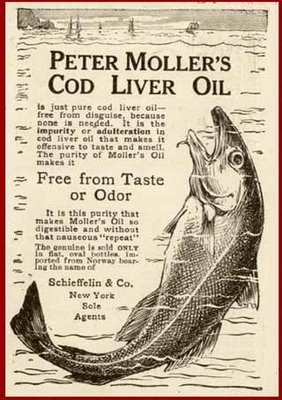 PETER MOLLER'S
COD LIVER OIL
is just pure cod liver oil—
free from disguise, because
none is needed. It is the
impurity or adulteration in
cod liver oil that makes it
offensive to taste and smell.
The purity of Moller's Oil
makes it
Free from Taste
or Odor
It is this purity that
makes Moller's Oil so
digestible and without
that nauseous "repeat"
The genuine is sold ONLY
in flat, oval bottles, im-
ported from Norway bear-
ing the name of
Schieffelin & Co.
New York
Sole
Agents